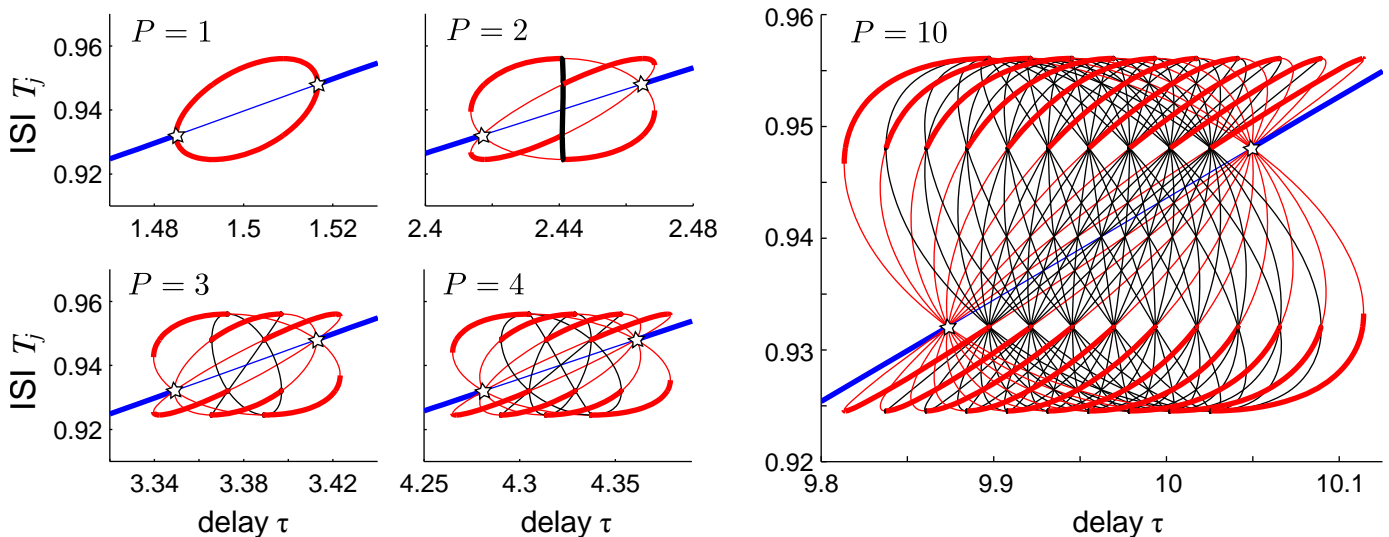 P = 1
ISI Tj
0.96
0.94
0.92
1.48 1.5 1.52
P = 2
2.4 2.44 2.48
P = 3
ISI Tj
0.96
0.94
0.92
3.34 3.38 3.42
delay τ
P = 4
4.25 4.3 4.35
delay τ
P = 10
0.96
0.95
0.94
0.93
0.92
9.8 9.9 10 10.1
delay τ